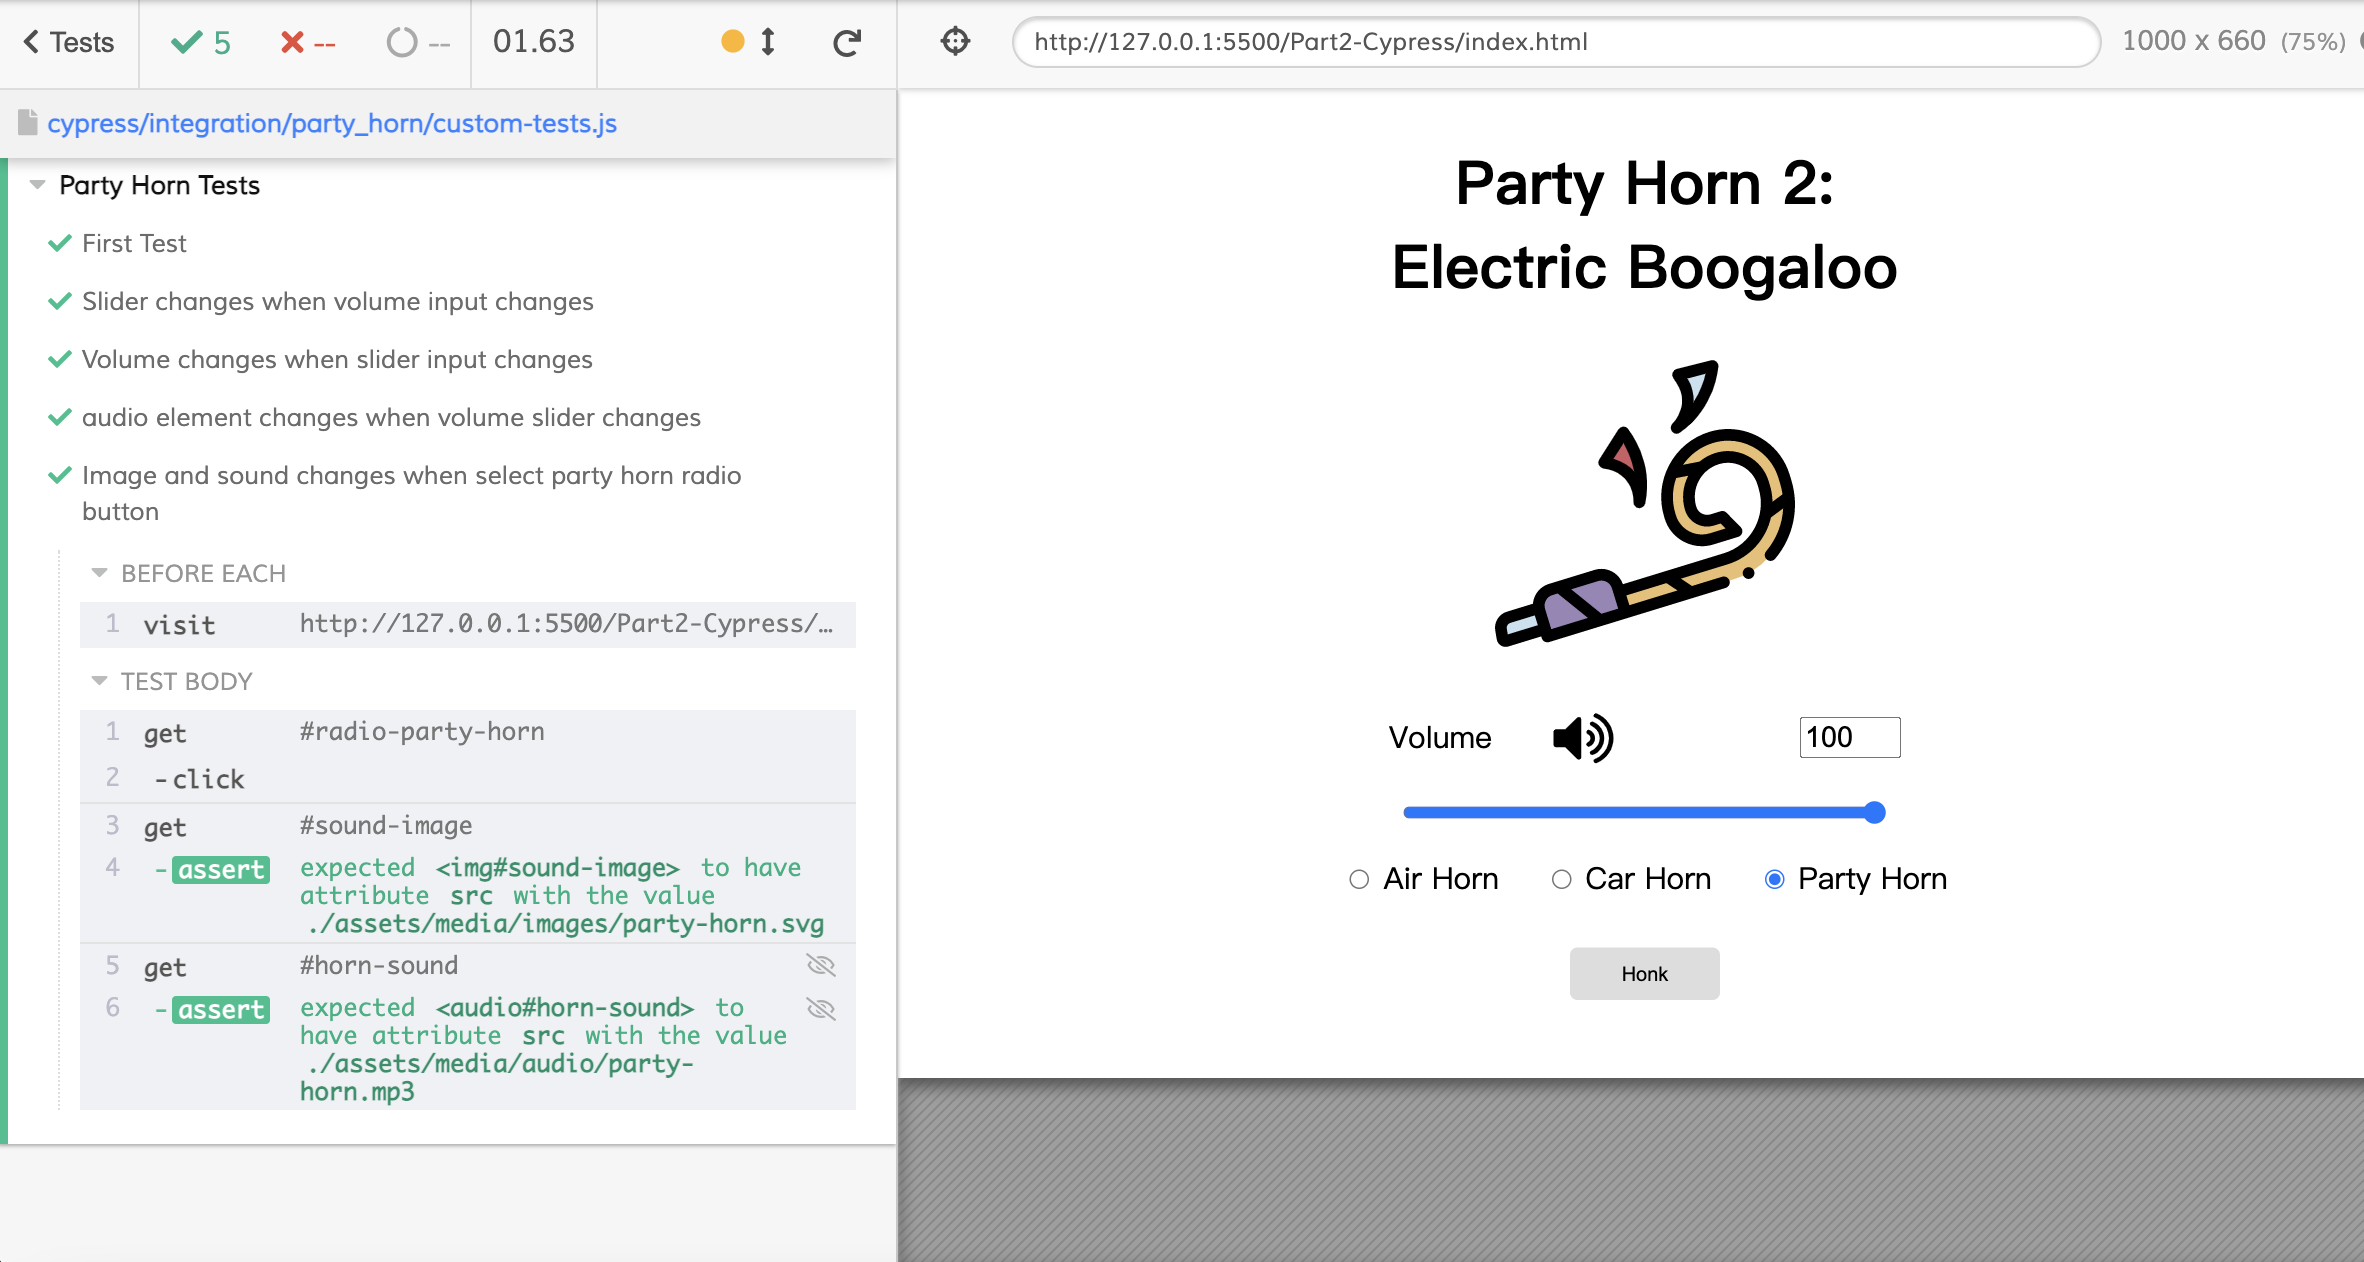 Tests
5
--
--
01.63
http://127.0.0.1:5500/Part2-Cypress/index.html
1000 x 660 (75%)
cypress/integration/party_horn/custom-tests.js
Party Horn Tests
First Test
Slider changes when volume input changes
Volume changes when slider input changes
audio element changes when volume slider changes
Image and sound changes when select party horn radio
button
BEFORE EACH
1 visit http://127.0.0.1:5500/Part2-Cypress/…
TEST BODY
1 get #radio-party-horn
2 -click
3 get #sound-image
4 -assert expected <img#sound-image> to have
attribute src with the value
./assets/media/images/party-horn.svg
5 get #horn-sound
6 -assert expected <audio#horn-sound> to
have attribute src with the value
./assets/media/audio/party-
horn.mp3
Party Horn 2:
Electric Boogaloo
Volume
100
Air Horn Car Horn Party Horn
Honk